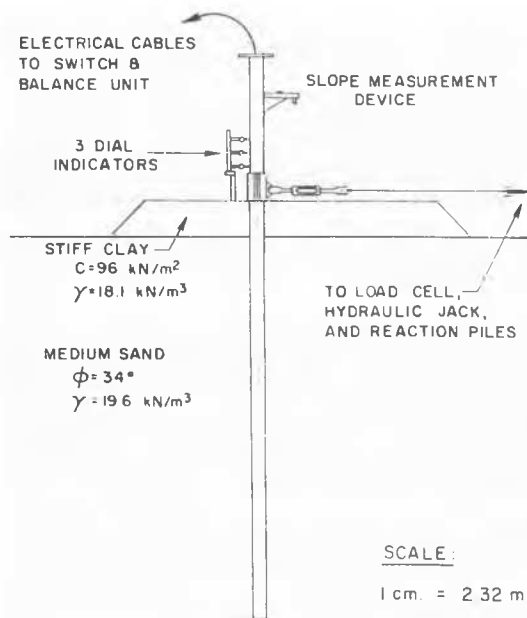 ELECTRICAL CABLES
TO SWITCH &
BALANCE UNIT
SLOPE MEASUREMENT
DEVICE
3 DIAL
INDICATORS
STIFF CLAY
C=96 kN/m²
γ=18.1 kN/m³
TO LOAD CELL,
HYDRAULIC JACK,
AND REACTION PILES
MEDIUM SAND
ϕ=34°
γ=19.6 kN/m³
SCALE:
1 cm. = 2.32 m